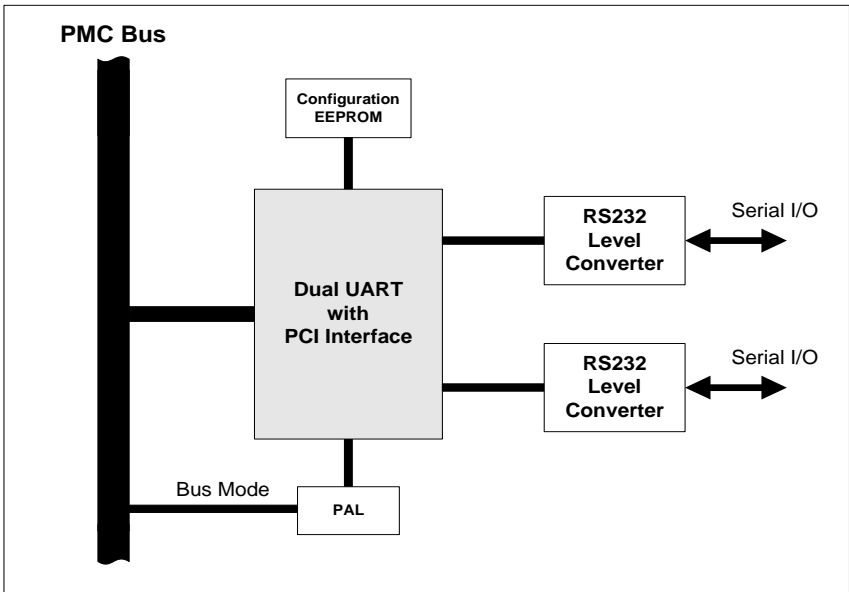 PMC Bus
Configuration
EEPROM
RS232
Level
Converter
Serial I/O
Dual UART
with
PCI Interface
RS232
Level
Converter
Serial I/O
Bus Mode
PAL